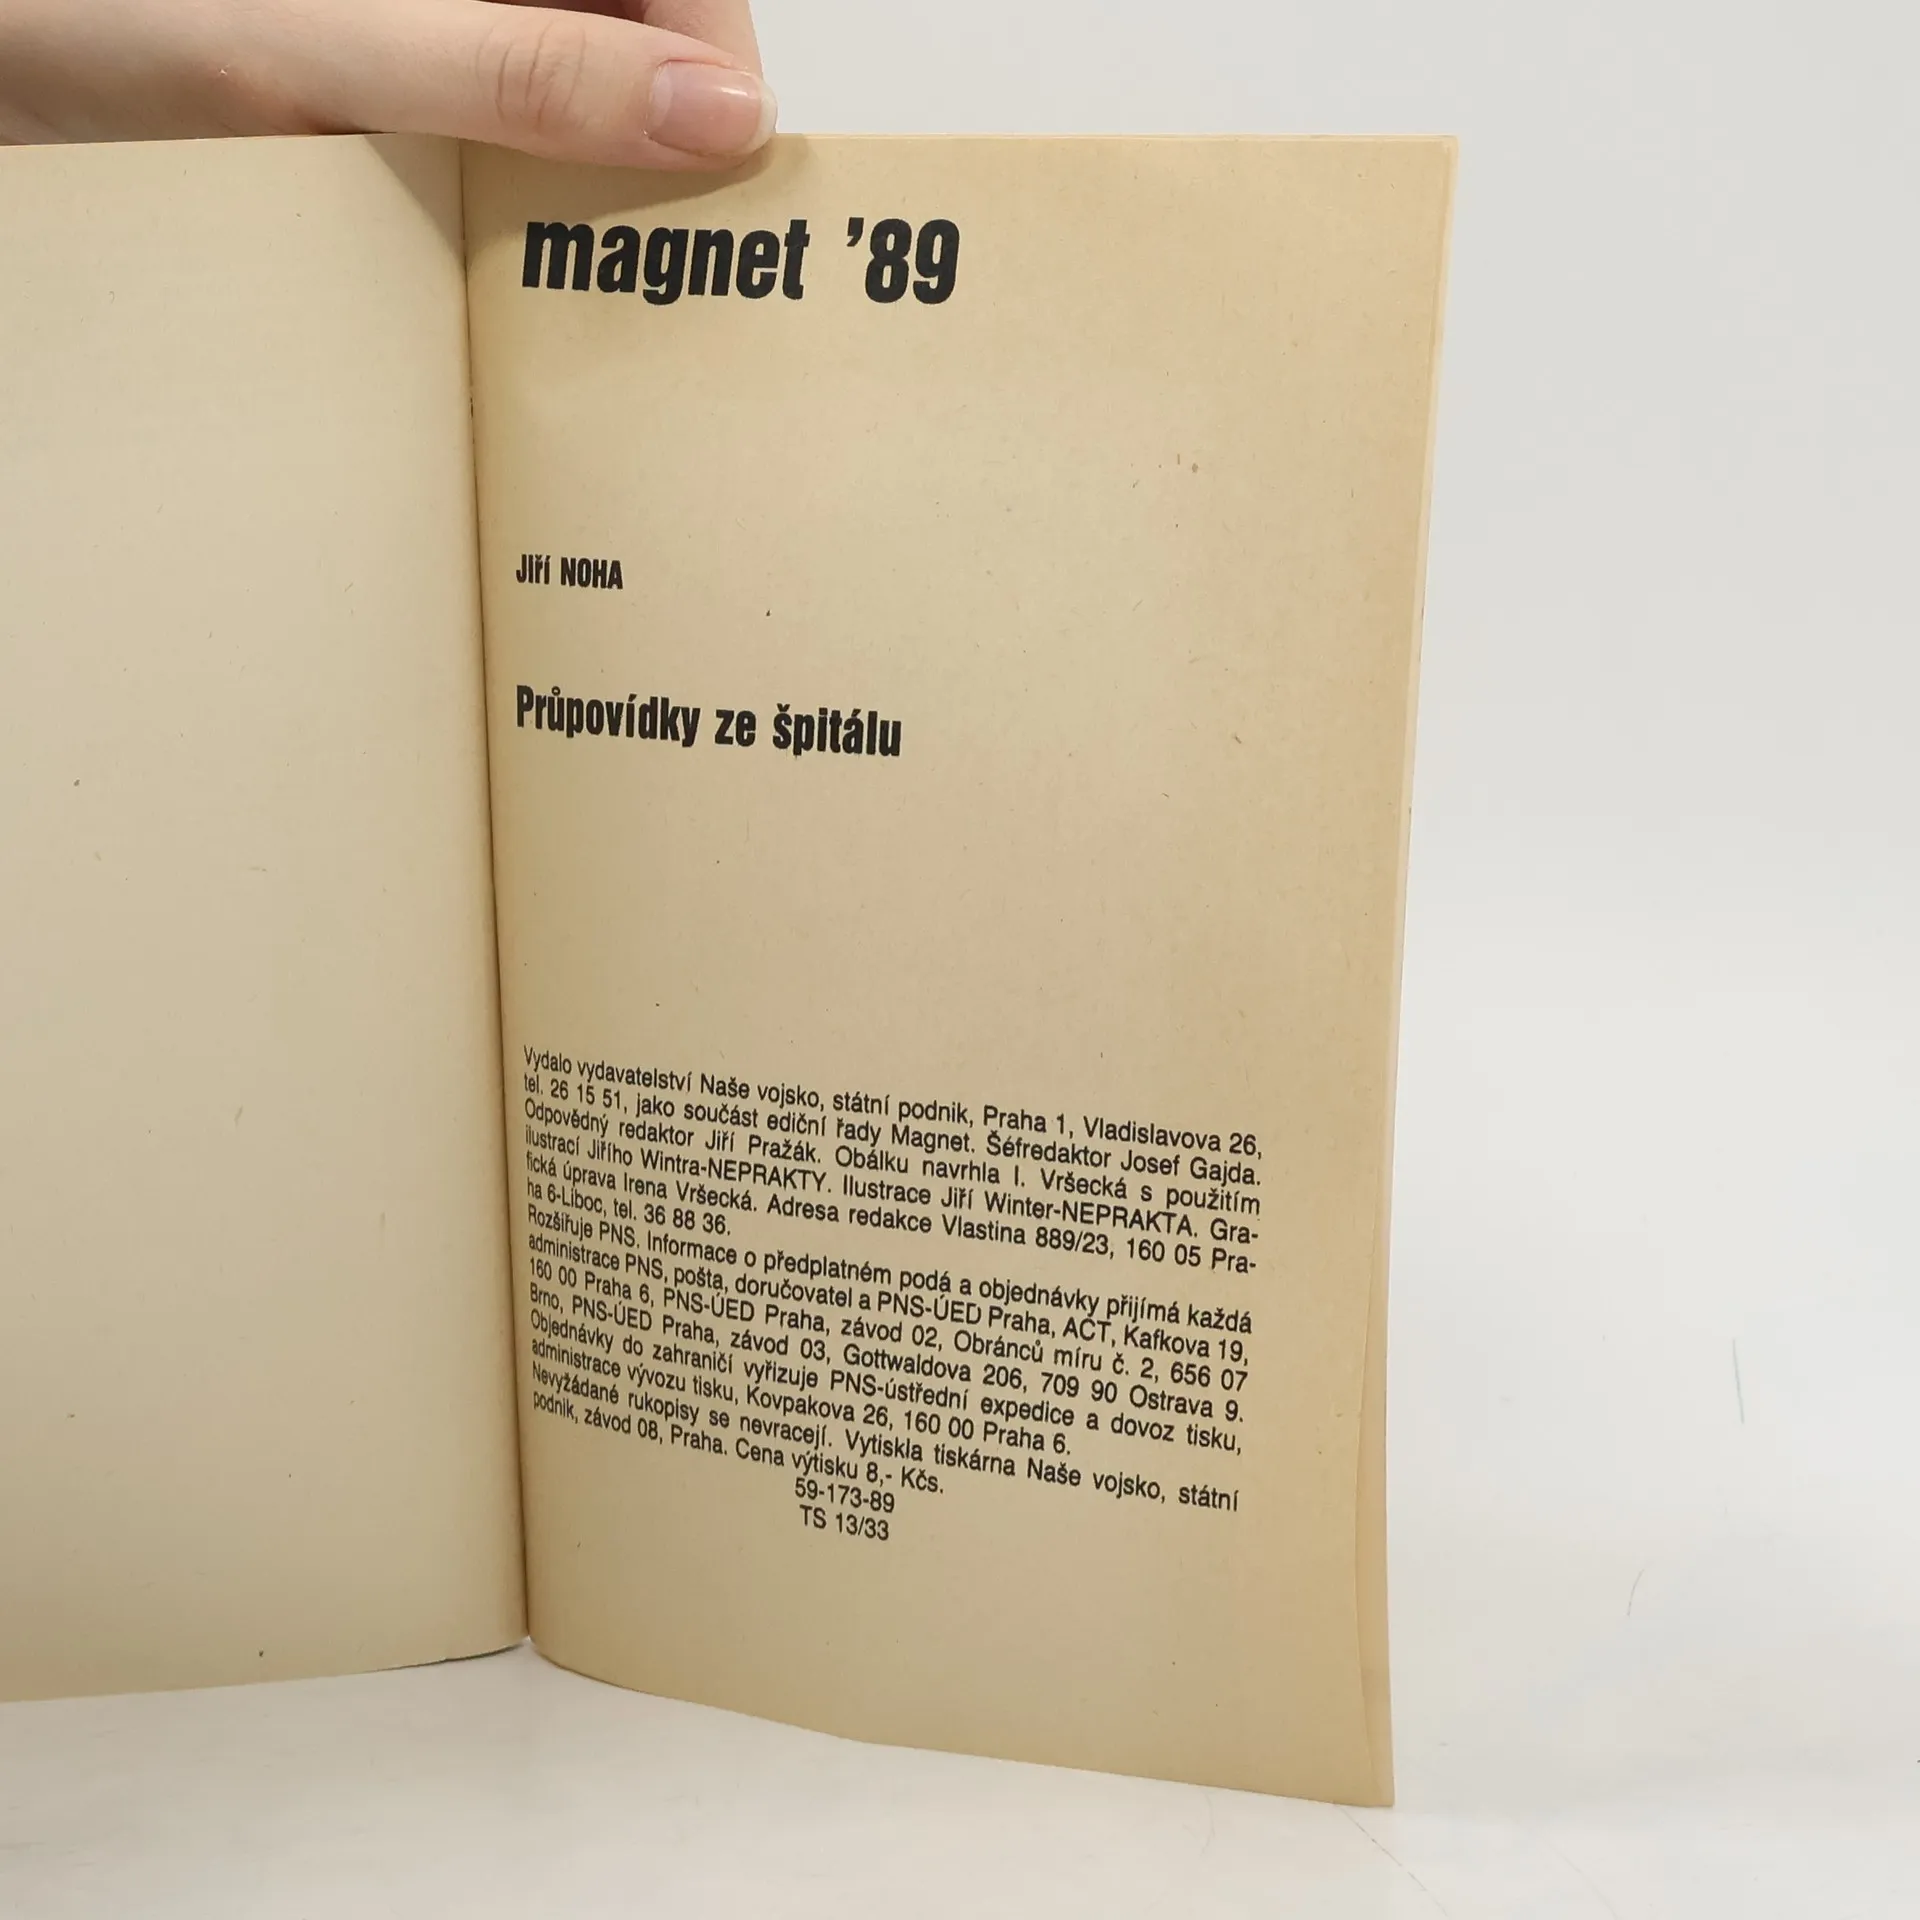 magnet ’89
JIří NOHA
Průpovídky ze špitálu
Vydalo vydavatelství Naše vojsko, státní podnik, Praha 1, Vladislavova 26,
tel. 26 15 51, jako součást ediční řady Magnet. Šéfredaktor Josef Gajda.
Odpovědný redaktor Jiří Pražák. Obálku navrhla I. Vršecká s použitím
ilustrací Jiřího Wintra-NEPRAKTY. Ilustrace Jiří Winter-NEPRAKTA. Gra-
fická úprava Irena Vršecká. Adresa redakce Vlastina 889/23, 160 05 Pra-
ha 6-Liboc, tel. 36 88 36.
Rozšiřuje PNS. Informace o předplatném podá a objednávky přijímá každá
administrace PNS, pošta, doručovatel a PNS-ÚED Praha, ACT, Kafkova 19,
160 00 Praha 6, PNS-ÚED Praha, závod 02, Obránců míru č. 2, 656 07
Brno, PNS-ÚED Praha, závod 03, Gottwaldova 206, 709 90 Ostrava 9.
Objednávky do zahraničí vyřizuje PNS-ústřední expedice a dovoz tisku,
administrace vývozu tisku, Kovpakova 26, 160 00 Praha 6.
Nevyžádané rukopisy se nevracejí. Vytiskla tiskárna Naše vojsko, státní
podnik, závod 08, Praha. Cena výtisku 8,- Kčs.
59-173-89
TS 13/33